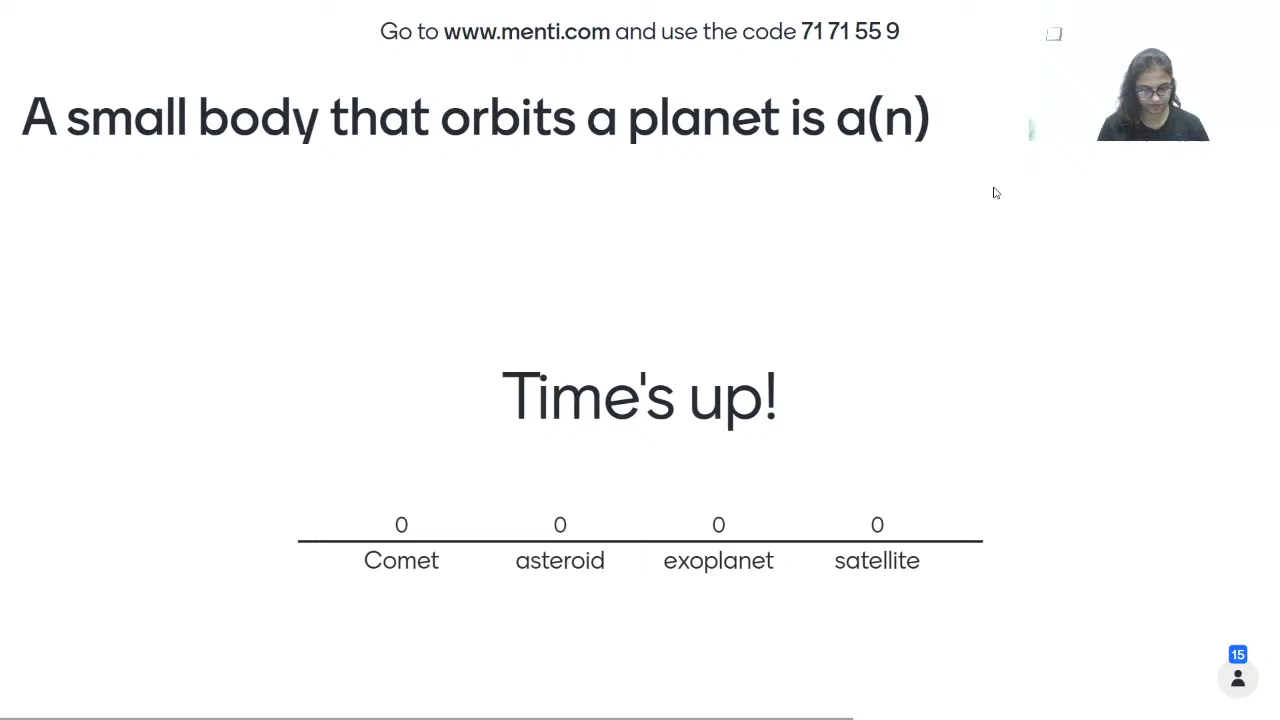 Go to www.menti.com and use the code 71 71 55 9
A small body that orbits a planet is a(n)
Time's up!
0 0 0 0
Comet asteroid exoplanet satellite
15